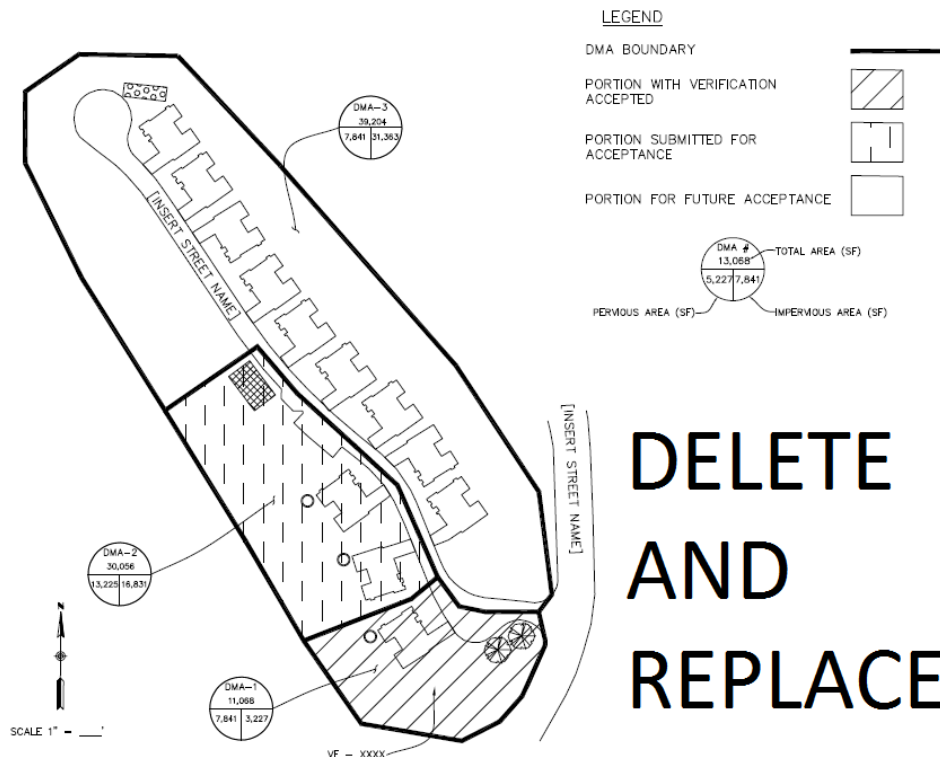 LEGEND
DMA BOUNDARY
PORTION WITH VERIFICATION
ACCEPTED
PORTION SUBMITTED FOR
ACCEPTANCE
PORTION FOR FUTURE ACCEPTANCE
DMA #
13,068
5,227 7,841
TOTAL AREA (SF)
PERVIOUS AREA (SF)
IMPERVIOUS AREA (SF)
DMA-3
39,204
7,841 31,363
[INSERT STREET NAME]
[INSERT STREET NAME]
DELETE
AND
REPLACE
DMA-2
30,056
13,225 16,831
N
DMA-1
11,068
7,841 3,227
SCALE 1" - ___'
VF - XXXX